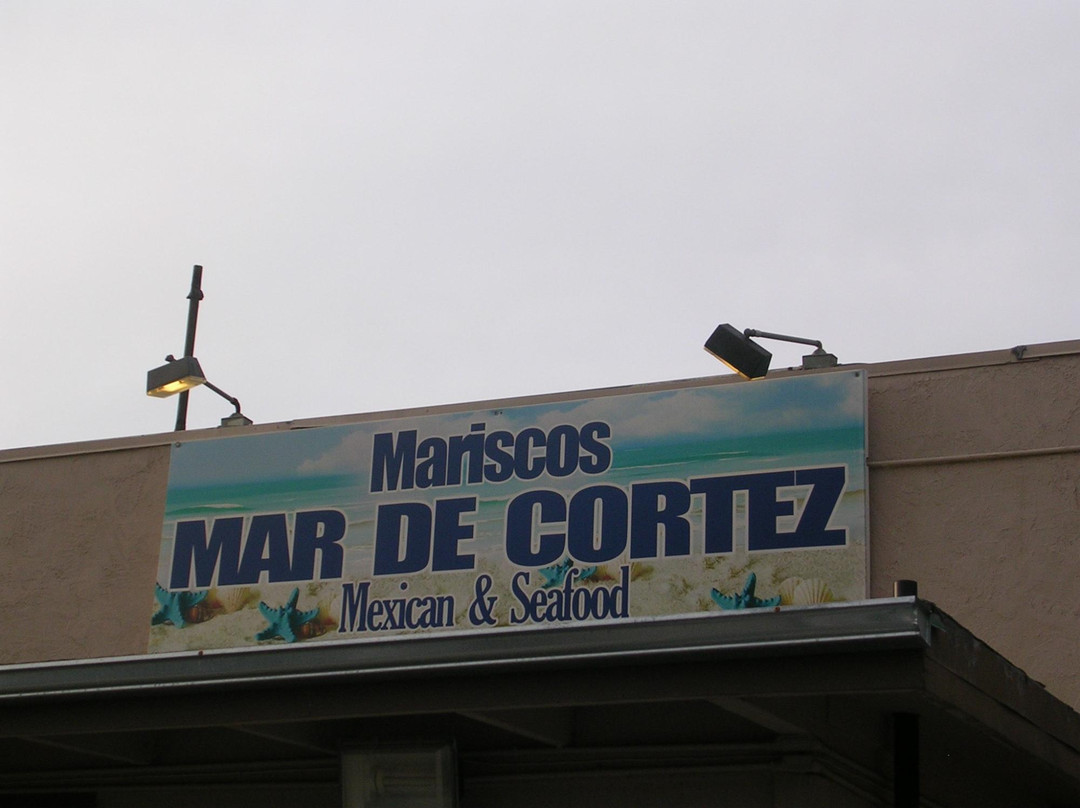 Mariscos
MAR DE CORTEZ
Mexican & Seafood